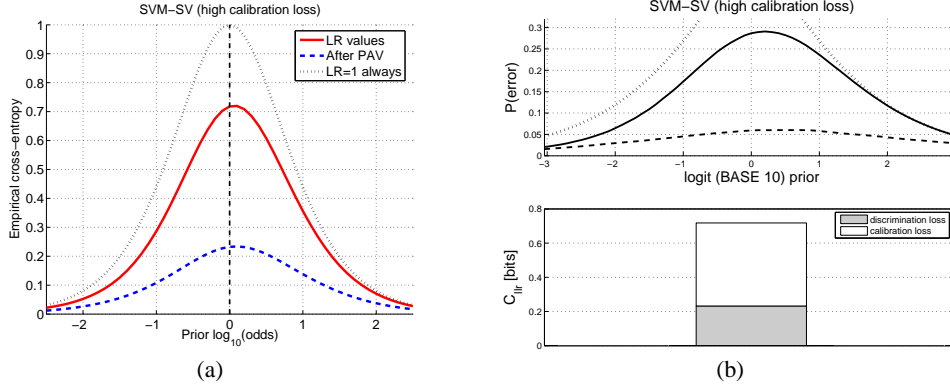 SVM−SV (high calibration loss)
Empirical cross−entropy
1
0.9
0.8
0.7
0.6
0.5
0.4
0.3
0.2
0.1
0
LR values
After PAV
LR=1 always
−2 −1 0 1 2
Prior log10(odds)
(a)
SVM−SV (high calibration loss)
P(error)
0.3
0.25
0.2
0.15
0.1
0.05
0
−3 −2 −1 0 1 2
logit (BASE 10) prior
Cllr [bits]
0.8
0.6
0.4
0.2
0
discrimination loss
calibration loss
(b)